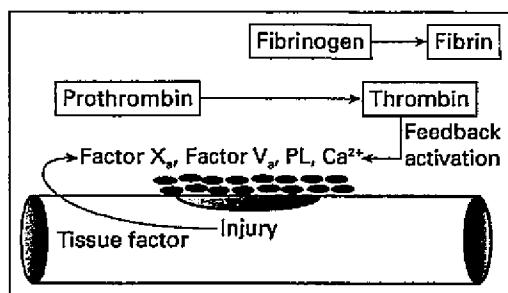 Fibrinogen → Fibrin
Prothrombin → Thrombin
Feedback
activation
Factor Xₐ, Factor Vₐ, PL, Ca²⁺
Injury
Tissue factor